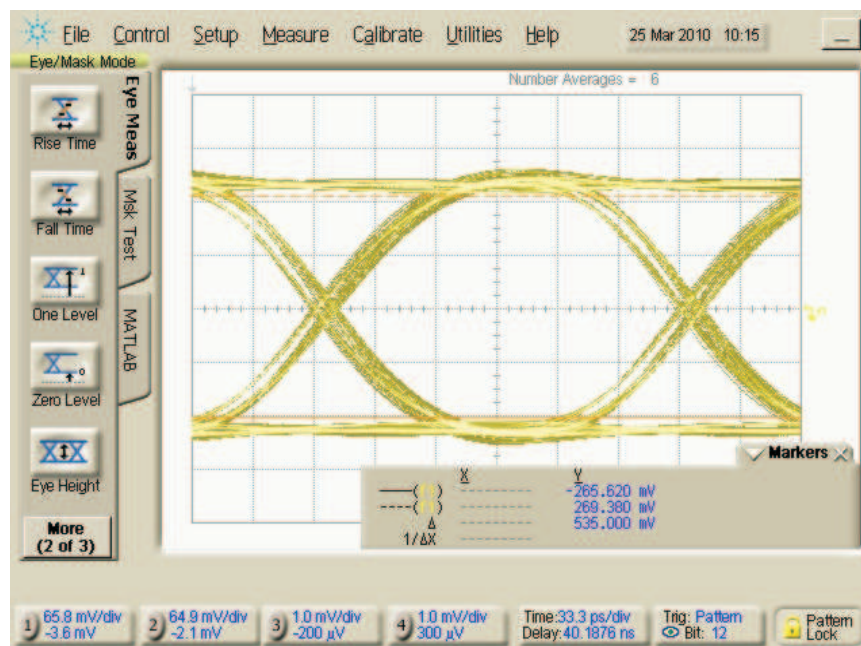 File Control Setup Measure Calibrate Utilities Help 25 Mar 2010 10:15
Eye/Mask Mode
Number Averages = 6
Eye Meas
Rise Time
Msk Test
Fall Time
MATLAB
One Level
Zero Level
Eye Height
More
(2 of 3)
Markers
X Y
-265.620 mV
269.380 mV
Δ 535.000 mV
1/ΔX
1) 65.8 mV/div
-3.6 mV
2) 64.9 mV/div
-2.1 mV
3) 1.0 mV/div
-200 µV
4) 1.0 mV/div
300 µV
Time:33.3 ps/div
Delay:40.1876 ns
Trig: Pattern
Bit: 12
Pattern
Lock